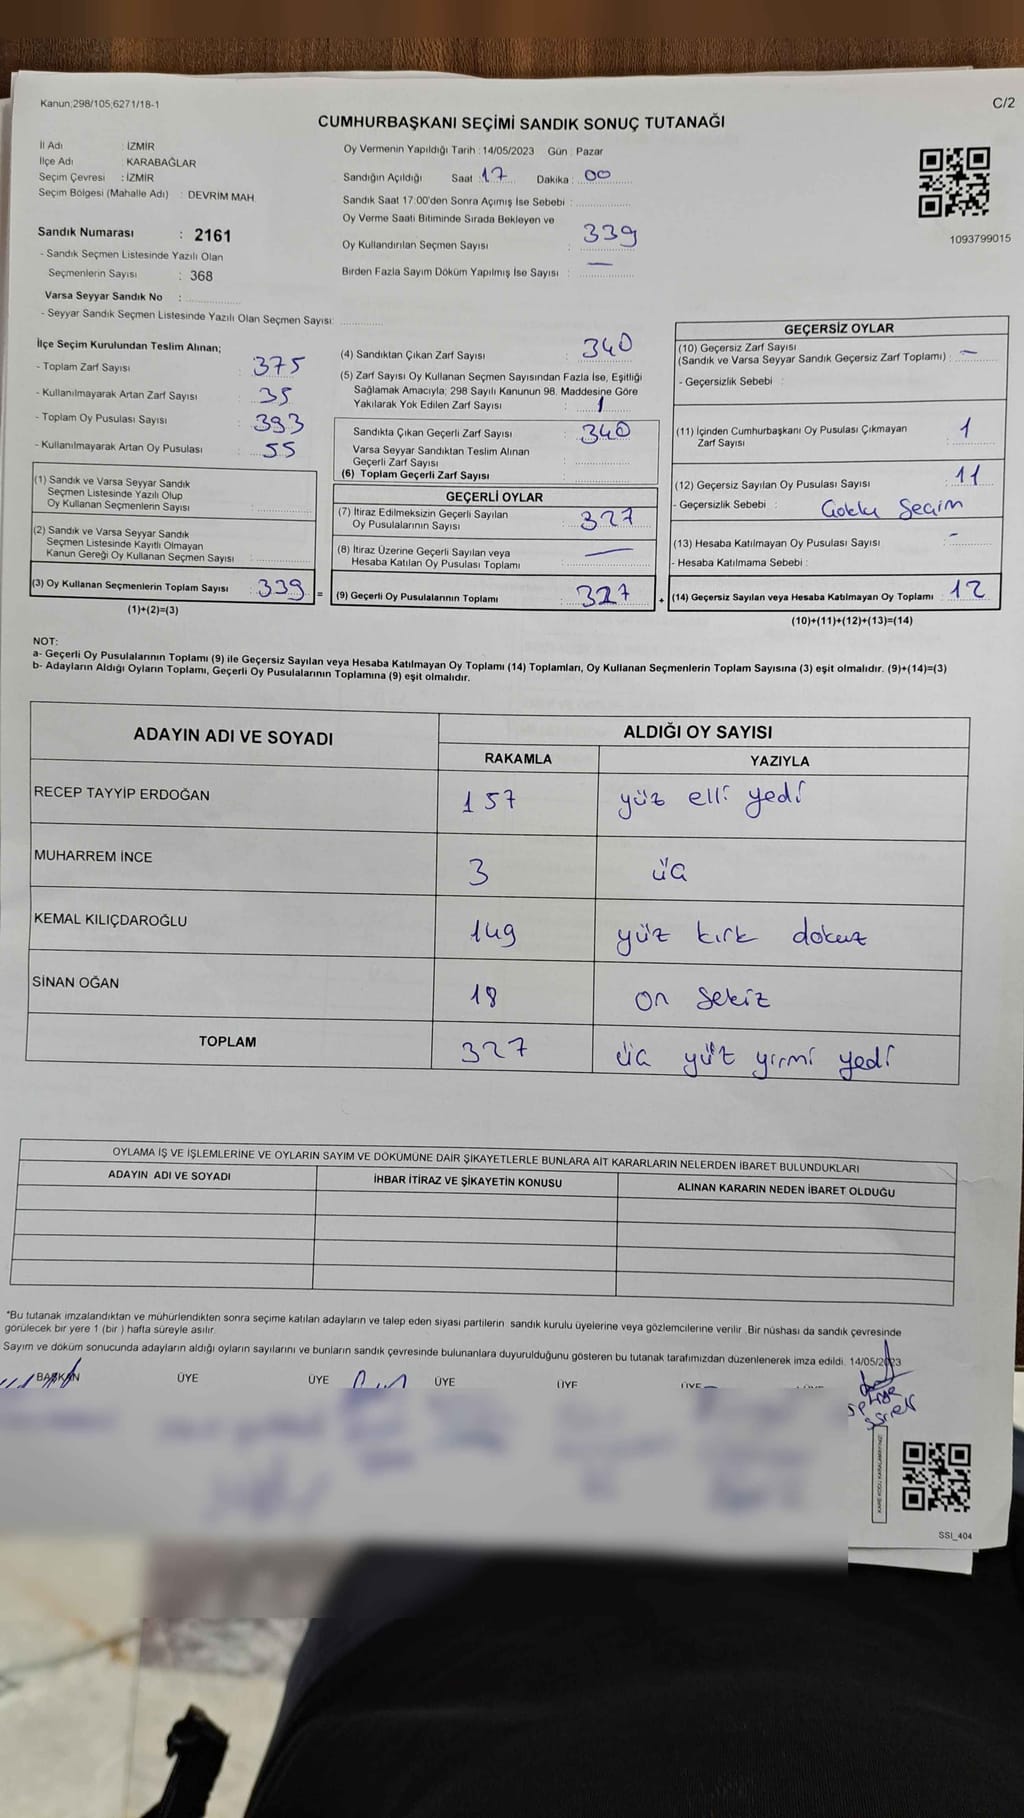 Kanun;298/105;6271/18-1
C/2
CUMHURBAŞKANI SEÇİMİ SANDIK SONUÇ TUTANAĞI
İl Adı : İZMİR
İlçe Adı : KARABAĞLAR
Seçim Çevresi : İZMİR
Seçim Bölgesi (Mahalle Adı) : DEVRİM MAH.
Sandık Numarası : 2161
- Sandık Seçmen Listesinde Yazılı Olan
Seçmenlerin Sayısı : 368
Varsa Seyyar Sandık No :
- Seyyar Sandık Seçmen Listesinde Yazılı Olan Seçmen Sayısı:
Oy Vermenin Yapıldığı Tarih : 14/05/2023 Gün : Pazar
Sandığın Açıldığı Saat : 17 Dakika : 00
Sandık Saat 17:00'den Sonra Açımış İse Sebebi :
Oy Verme Saati Bitiminde Sırada Bekleyen ve
Oy Kullandırılan Seçmen Sayısı : 339
Birden Fazla Sayım Döküm Yapılmış İse Sayısı : —
1093799015
İlçe Seçim Kurulundan Teslim Alınan;
- Toplam Zarf Sayısı : 375
- Kullanılmayarak Artan Zarf Sayısı : 35
- Toplam Oy Pusulası Sayısı : 393
- Kullanılmayarak Artan Oy Pusulası : 55
(1) Sandık ve Varsa Seyyar Sandık
Seçmen Listesinde Yazılı Olup
Oy Kullanan Seçmenlerin Sayısı :
(2) Sandık ve Varsa Seyyar Sandık
Seçmen Listesinde Kayıtlı Olmayan
Kanun Gereği Oy Kullanan Seçmen Sayısı :
(3) Oy Kullanan Seçmenlerin Toplam Sayısı : 339 =
(1)+(2)=(3)
(4) Sandıktan Çıkan Zarf Sayısı : 340
(5) Zarf Sayısı Oy Kullanan Seçmen Sayısından Fazla İse, Eşitliği
Sağlamak Amacıyla; 298 Sayılı Kanunun 98. Maddesine Göre
Yakılarak Yok Edilen Zarf Sayısı : 1
Sandıkta Çıkan Geçerli Zarf Sayısı : 340
Varsa Seyyar Sandıktan Teslim Alınan
Geçerli Zarf Sayısı :
(6) Toplam Geçerli Zarf Sayısı :
GEÇERLİ OYLAR
(7) İtiraz Edilmeksizin Geçerli Sayılan
Oy Pusulalarının Sayısı : 327
(8) İtiraz Üzerine Geçerli Sayılan veya
Hesaba Katılan Oy Pusulası Toplamı : —
(9) Geçerli Oy Pusulalarının Toplamı : 327 +
GEÇERSİZ OYLAR
(10) Geçersiz Zarf Sayısı
(Sandık ve Varsa Seyyar Sandık Geçersiz Zarf Toplamı) : –
- Geçersizlik Sebebi :
(11) İçinden Cumhurbaşkanı Oy Pusulası Çıkmayan
Zarf Sayısı : 1
(12) Geçersiz Sayılan Oy Pusulası Sayısı : 11
- Geçersizlik Sebebi : Çoklu Seçim
(13) Hesaba Katılmayan Oy Pusulası Sayısı : -
- Hesaba Katılmama Sebebi :
(14) Geçersiz Sayılan veya Hesaba Katılmayan Oy Toplamı : 12
(10)+(11)+(12)+(13)=(14)
NOT:
a- Geçerli Oy Pusulalarının Toplamı (9) ile Geçersiz Sayılan veya Hesaba Katılmayan Oy Toplamı (14) Toplamları, Oy Kullanan Seçmenlerin Toplam Sayısına (3) eşit olmalıdır. (9)+(14)=(3)
b- Adayların Aldığı Oyların Toplamı, Geçerli Oy Pusulalarının Toplamına (9) eşit olmalıdır.
ADAYIN ADI VE SOYADI ALDIĞI OY SAYISI
RAKAMLA YAZIYLA
RECEP TAYYİP ERDOĞAN 157 yüz elli yedi
MUHARREM İNCE 3 üç
KEMAL KILIÇDAROĞLU 149 yüz kırk dokuz
SİNAN OĞAN 18 on sekiz
TOPLAM 327 üç yüz yirmi yedi
OYLAMA İŞ VE İŞLEMLERİNE VE OYLARIN SAYIM VE DÖKÜMÜNE DAİR ŞİKAYETLERLE BUNLARA AİT KARARLARIN NELERDEN İBARET BULUNDUKLARI
ADAYIN ADI VE SOYADI İHBAR İTİRAZ VE ŞİKAYETİN KONUSU ALINAN KARARIN NEDEN İBARET OLDUĞU
*Bu tutanak imzalandıktan ve mühürlendikten sonra seçime katılan adayların ve talep eden siyasi partilerin sandık kurulu üyelerine veya gözlemcilerine verilir. Bir nüshası da sandık çevresinde
görülecek bir yere 1 (bir ) hafta süreyle asılır.
Sayım ve döküm sonucunda adayların aldığı oyların sayılarını ve bunların sandık çevresinde bulunanlara duyurulduğunu gösteren bu tutanak tarafımızdan düzenlenerek imza edildi. 14/05/2023
BAŞKAN ÜYE ÜYE ÜYE ÜYE ÜYE
SSI_404